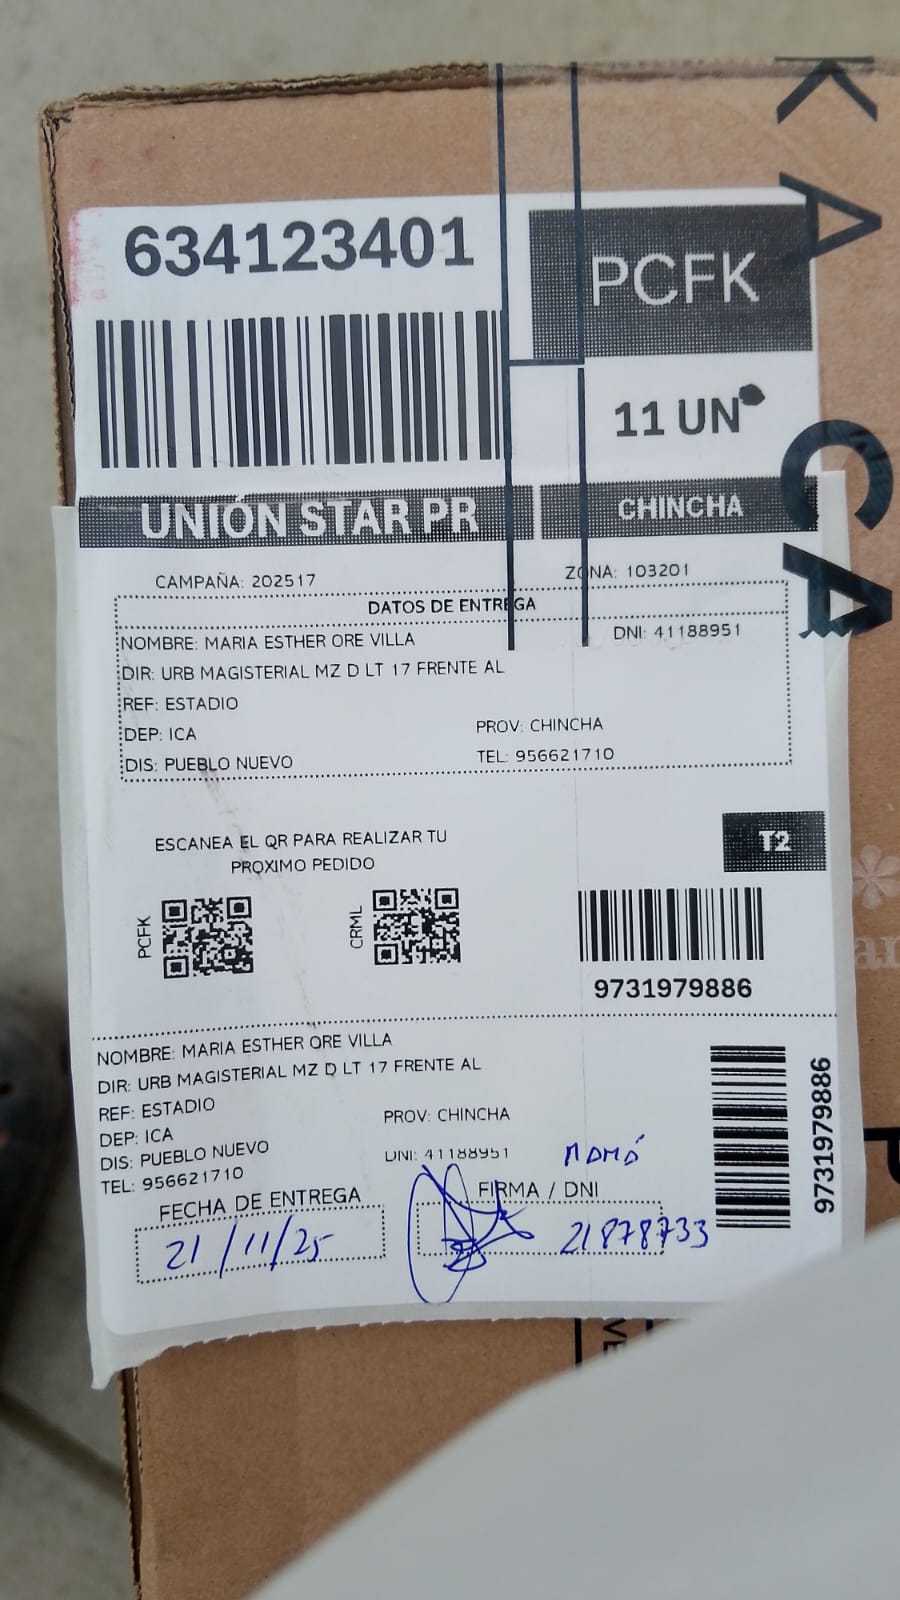 KA CA
634123401
PCFK
11 UN
UNIÓN STAR PR
CHINCHA
CAMPAÑA: 202517
ZONA: 103201
DATOS DE ENTREGA
NOMBRE: MARIA ESTHER ORE VILLA
DNI: 41188951
DIR: URB MAGISTERIAL MZ D LT 17 FRENTE AL
REF: ESTADIO
DEP: ICA
PROV: CHINCHA
DIS: PUEBLO NUEVO
TEL: 956621710
ESCANEA EL QR PARA REALIZAR TU
PROXIMO PEDIDO
T2
PCFK
CRML
9731979886
NOMBRE: MARIA ESTHER ORE VILLA
DIR: URB MAGISTERIAL MZ D LT 17 FRENTE AL
REF: ESTADIO
PROV: CHINCHA
DEP: ICA
DIS: PUEBLO NUEVO
DNI: 41188951
TEL: 956621710
MAMÁ
FECHA DE ENTREGA
FIRMA / DNI
21/11/25
21878733
9731979886